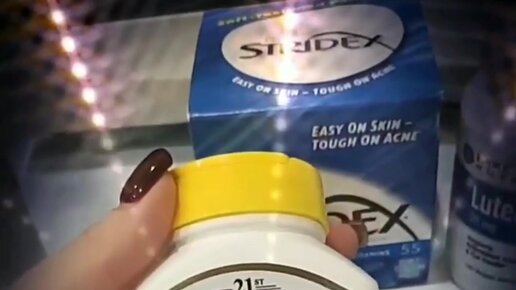 STRIDEX
EASY ON SKIN – TOUGH ON ACNE
EASY ON SKIN –
TOUGH ON ACNE
DEX
55
Lute
21ST